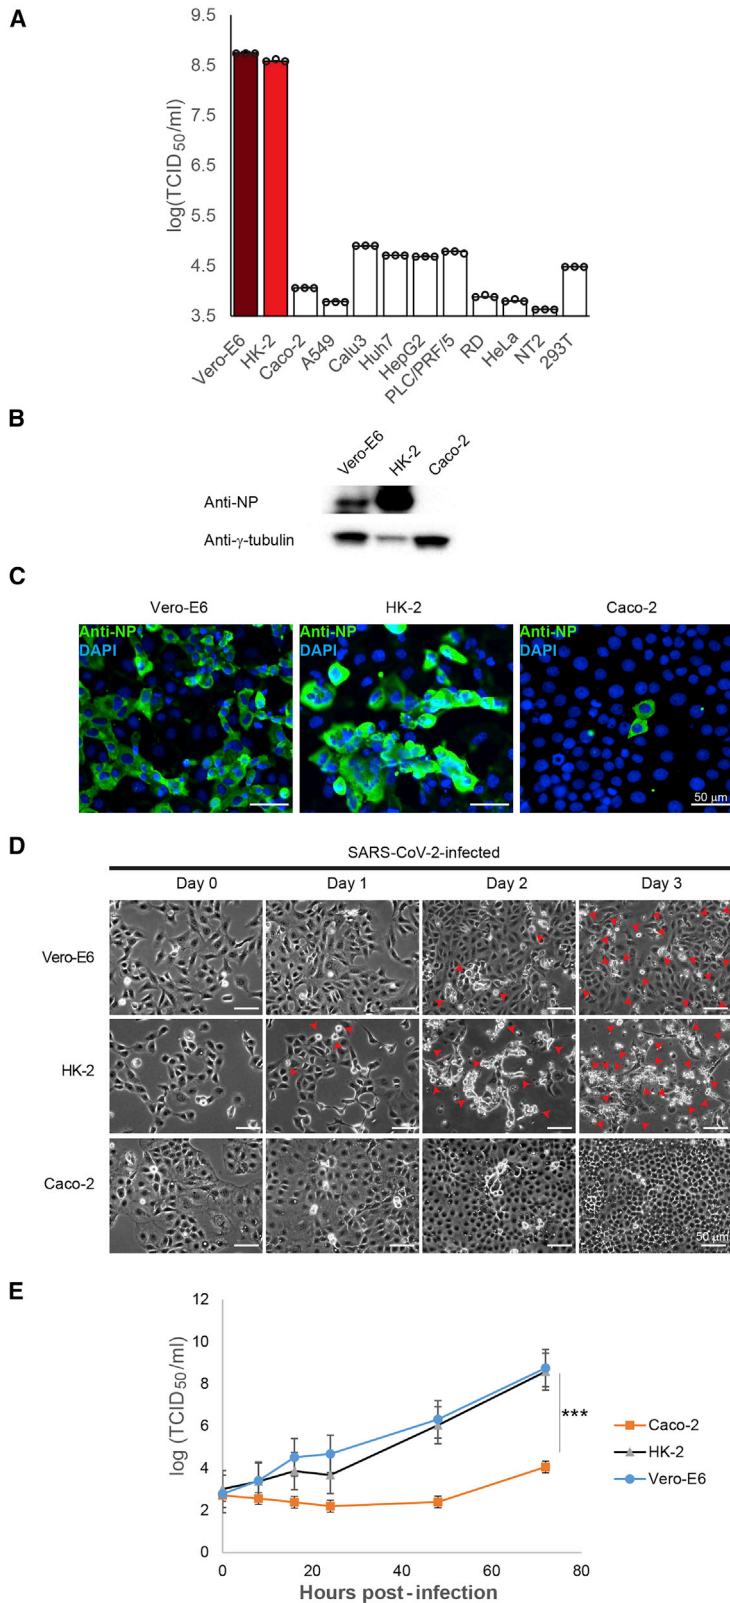 A
9.5
8.5
7.5
6.5
5.5
4.5
3.5
log(TCID50/ml)
Vero-E6
HK-2
Caco-2
A549
Calu3
Huh7
HepG2
PLC/PRF/5
RD
HeLa
NT2
293T
B
Vero-E6 HK-2 Caco-2
Anti-NP
Anti-γ-tubulin
C
Vero-E6 HK-2 Caco-2
Anti-NP Anti-NP Anti-NP
DAPI DAPI DAPI
50 μm
D
SARS-CoV-2-infected
Day 0 Day 1 Day 2 Day 3
Vero-E6
HK-2
Caco-2
50 μm
E
12
10
8
6
4
2
0
log (TCID50/ml)
***
Caco-2
HK-2
Vero-E6
0 20 40 60 80
Hours post-infection